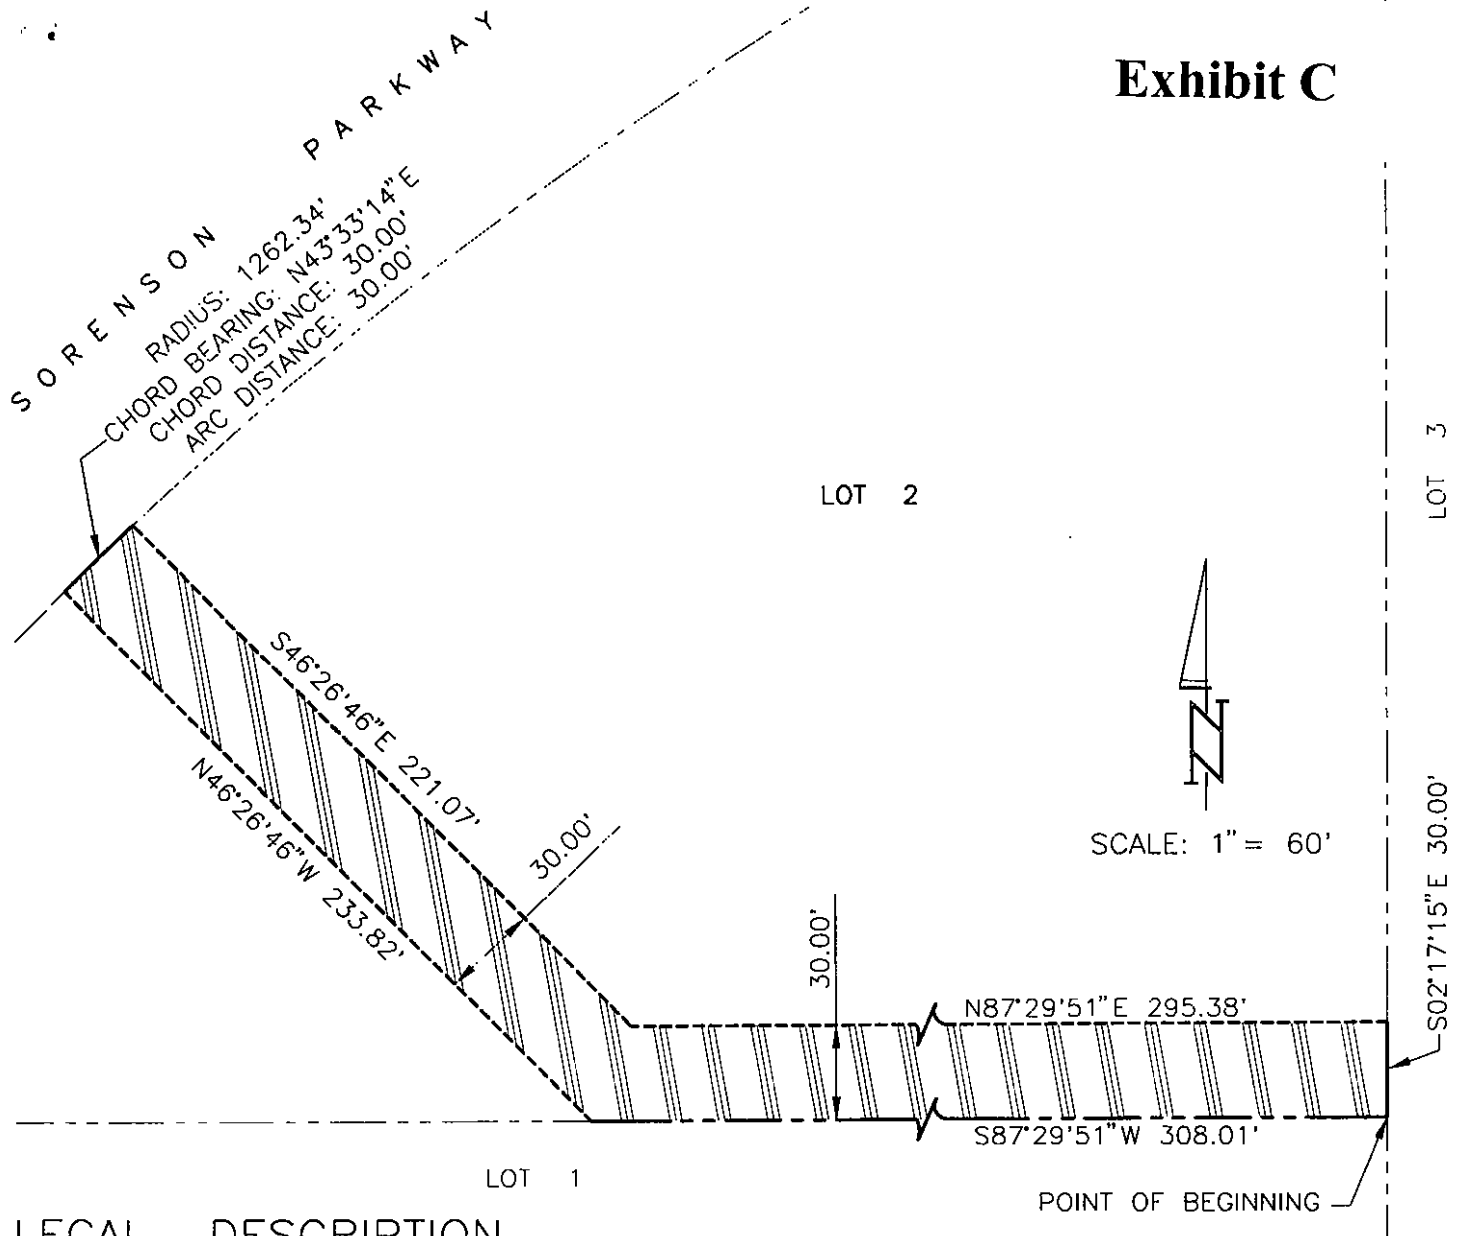 Exhibit C
SORENSON PARKWAY
RADIUS: 1262.34'
CHORD BEARING: N43°33'14"E
CHORD DISTANCE: 30.00'
ARC DISTANCE: 30.00'
LOT 2
LOT 3
S46°26'46"E 221.07'
N46°26'46"W 233.82'
30.00'
N
SCALE: 1" = 60'
30.00'
N87°29'51"E 295.38'
S02°17'15"E 30.00'
S87°29'51"W 308.01'
LOT 1
POINT OF BEGINNING
LEGAL DESCRIPTION